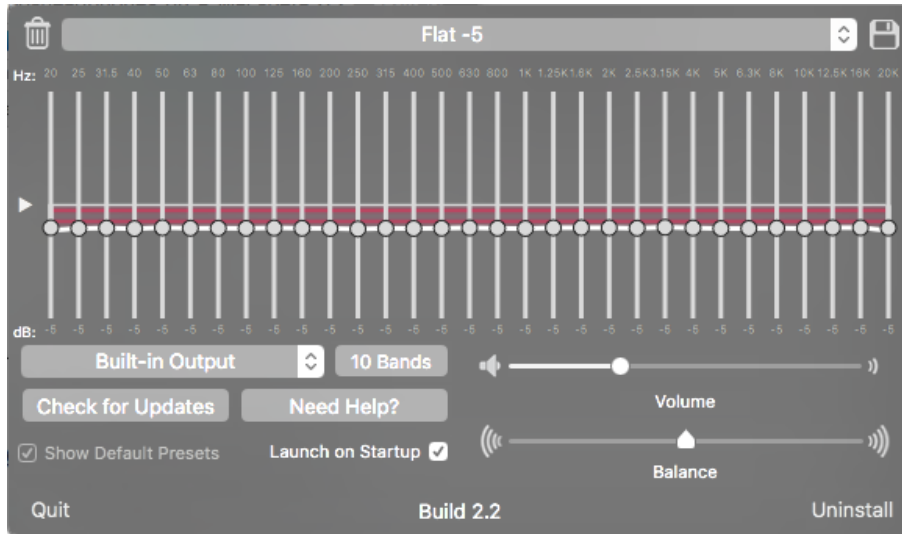 Flat -5
Hz: 20 25 31.5 40 50 63 80 100 125 160 200 250 315 400 500 630 800 1K 1.25K 1.6K 2K 2.5K 3.15K 4K 5K 6.3K 8K 10K 12.5K 16K 20K
dB: -5 -5 -5 -5 -5 -5 -5 -5 -5 -5 -5 -5 -5 -5 -5 -5 -5 -5 -5 -5 -5 -5 -5 -5 -5 -5 -5 -5 -5 -5 -5
Built-in Output 10 Bands
Volume
Check for Updates Need Help?
Show Default Presets Launch on Startup
Balance
Quit Build 2.2 Uninstall